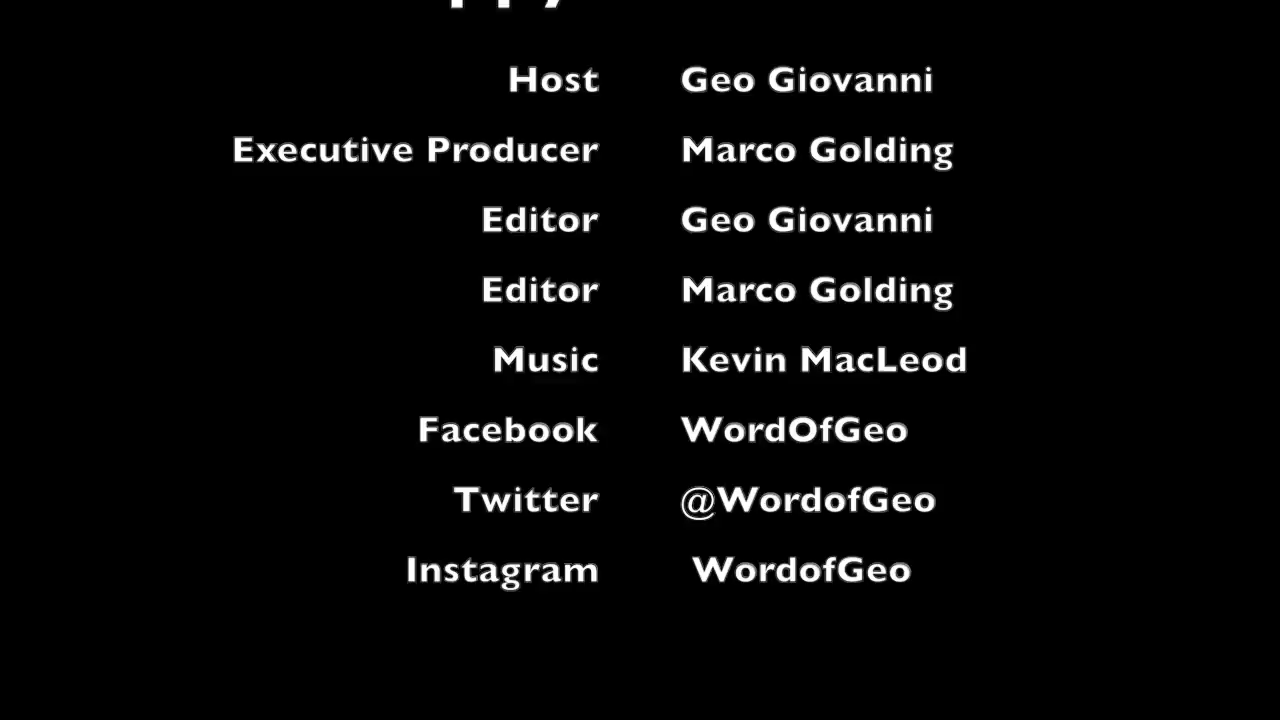 Host Geo Giovanni
Executive Producer Marco Golding
Editor Geo Giovanni
Editor Marco Golding
Music Kevin MacLeod
Facebook WordOfGeo
Twitter @WordofGeo
Instagram WordofGeo